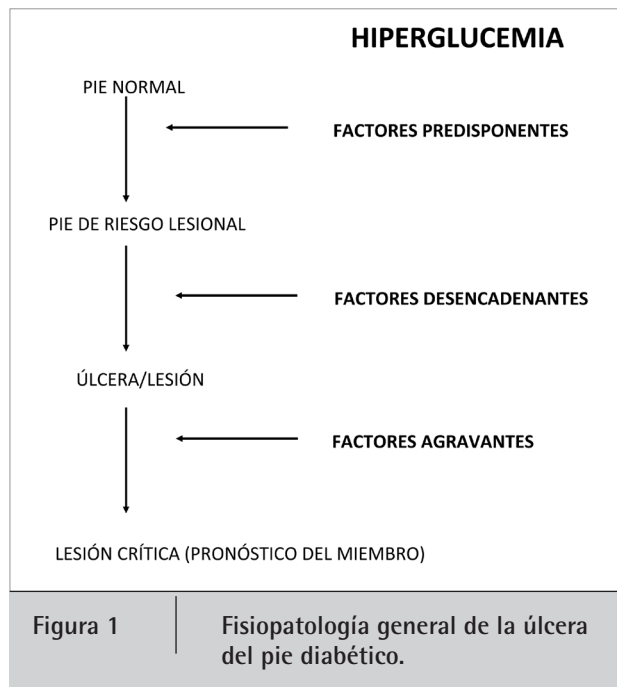 HIPERGLUCEMIA
PIE NORMAL
FACTORES PREDISPONENTES
PIE DE RIESGO LESIONAL
FACTORES DESENCADENANTES
ÚLCERA/LESIÓN
FACTORES AGRAVANTES
LESIÓN CRÍTICA (PRONÓSTICO DEL MIEMBRO)
Figura 1
Fisiopatología general de la úlcera
del pie diabético.